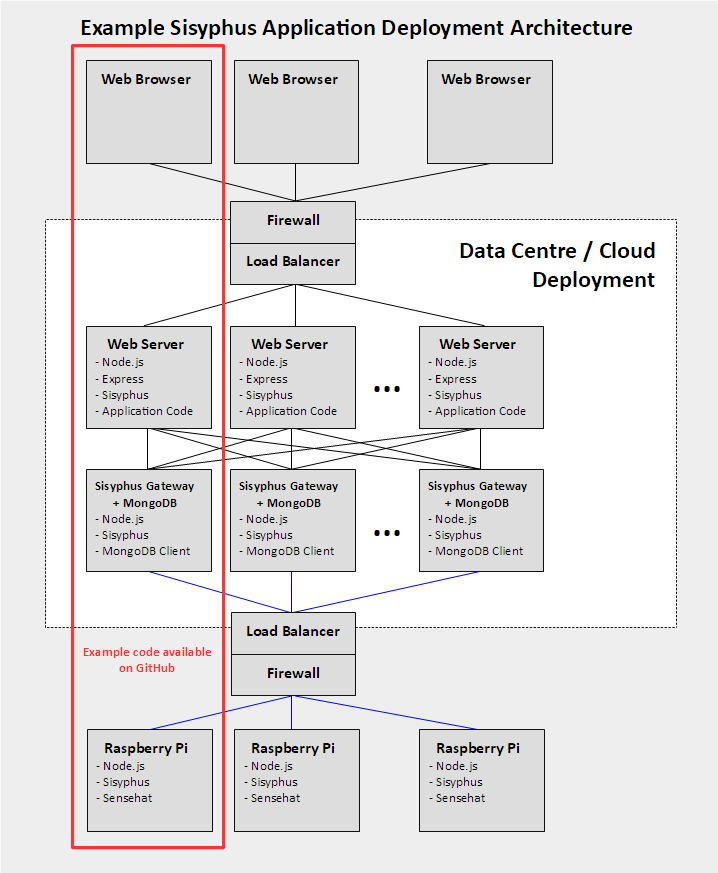 Example Sisyphus Application Deployment Architecture
Web Browser
Web Browser
Web Browser
Firewall
Load Balancer
Data Centre / Cloud
Deployment
Web Server
- Node.js
- Express
- Sisyphus
- Application Code
Web Server
- Node.js
- Express
- Sisyphus
- Application Code
...
Web Server
- Node.js
- Express
- Sisyphus
- Application Code
Sisyphus Gateway
+ MongoDB
- Node.js
- Sisyphus
- MongoDB Client
Sisyphus Gateway
+ MongoDB
- Node.js
- Sisyphus
- MongoDB Client
...
Sisyphus Gateway
+ MongoDB
- Node.js
- Sisyphus
- MongoDB Client
Load Balancer
Firewall
Example code available
on GitHub
Raspberry Pi
- Node.js
- Sisyphus
- Sensehat
Raspberry Pi
- Node.js
- Sisyphus
- Sensehat
Raspberry Pi
- Node.js
- Sisyphus
- Sensehat